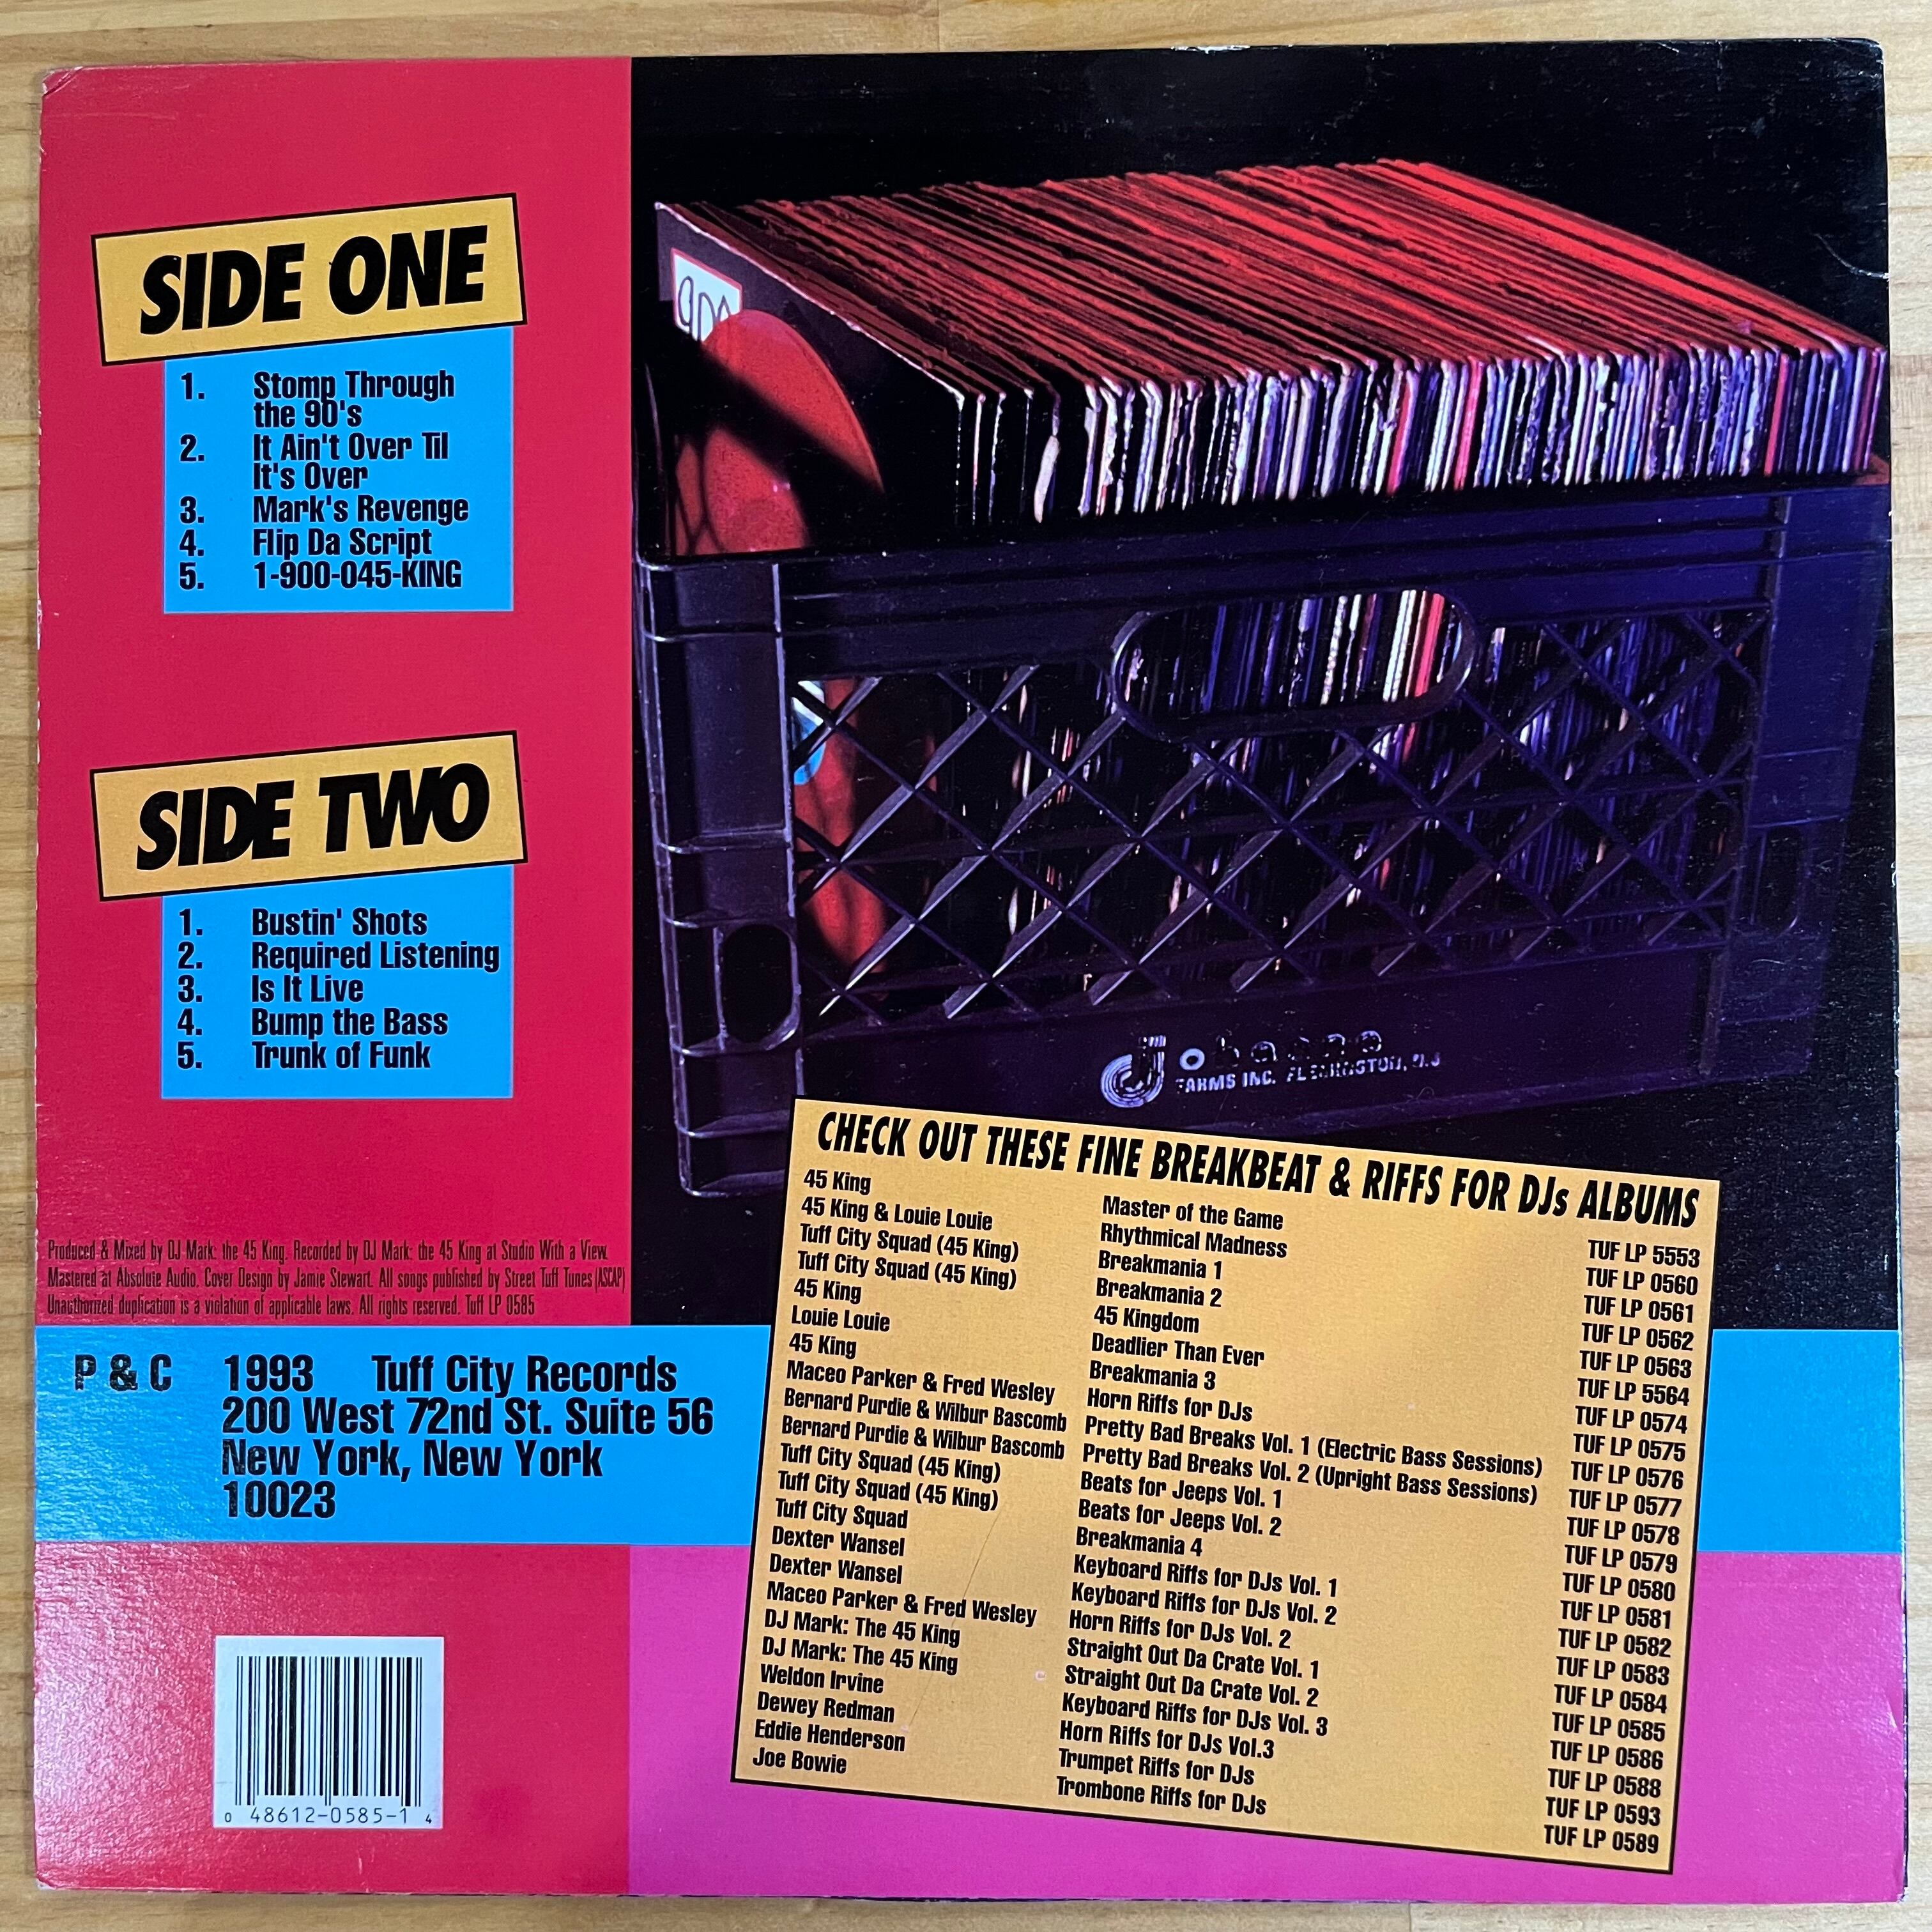 SIDE ONE
1. Stomp Through
the 90's
2. It Ain't Over Til
It's Over
3. Mark's Revenge
4. Flip Da Script
5. 1-900-045-KING
SIDE TWO
1. Bustin' Shots
2. Required Listening
3. Is It Live
4. Bump the Bass
5. Trunk of Funk
Produced & Mixed by DJ Mark: the 45 King. Recorded by DJ Mark: the 45 King at Studio With a View.
Mastered at Absolute Audio. Cover Design by Jamie Stewart. All songs published by Street Tuff Tunes (ASCAP)
Unauthorized duplication is a violation of applicable laws. All rights reserved. Tuff LP 0585
P & C 1993 Tuff City Records
200 West 72nd St. Suite 56
New York, New York
10023
0 48612-0585-1 4
FARMS INC.
CHECK OUT THESE FINE BREAKBEAT & RIFFS FOR DJs ALBUMS
45 King Master of the Game TUF LP 5553
45 King & Louie Louie Rhythmical Madness TUF LP 0560
Tuff City Squad (45 King) Breakmania 1 TUF LP 0561
Tuff City Squad (45 King) Breakmania 2 TUF LP 0562
45 King 45 Kingdom TUF LP 0563
Louie Louie Deadlier Than Ever TUF LP 5564
45 King Breakmania 3 TUF LP 0574
Maceo Parker & Fred Wesley Horn Riffs for DJs TUF LP 0575
Bernard Purdie & Wilbur Bascomb Pretty Bad Breaks Vol. 1 (Electric Bass Sessions) TUF LP 0576
Bernard Purdie & Wilbur Bascomb Pretty Bad Breaks Vol. 2 (Upright Bass Sessions) TUF LP 0577
Tuff City Squad (45 King) Beats for Jeeps Vol. 1 TUF LP 0578
Tuff City Squad (45 King) Beats for Jeeps Vol. 2 TUF LP 0579
Tuff City Squad Breakmania 4 TUF LP 0580
Dexter Wansel Keyboard Riffs for DJs Vol. 1 TUF LP 0581
Dexter Wansel Keyboard Riffs for DJs Vol. 2 TUF LP 0582
Maceo Parker & Fred Wesley Horn Riffs for DJs Vol. 2 TUF LP 0583
DJ Mark: The 45 King Straight Out Da Crate Vol. 1 TUF LP 0584
DJ Mark: The 45 King Straight Out Da Crate Vol. 2 TUF LP 0585
Weldon Irvine Keyboard Riffs for DJs Vol. 3 TUF LP 0586
Dewey Redman Horn Riffs for DJs Vol.3 TUF LP 0588
Eddie Henderson Trumpet Riffs for DJs TUF LP 0593
Joe Bowie Trombone Riffs for DJs TUF LP 0589